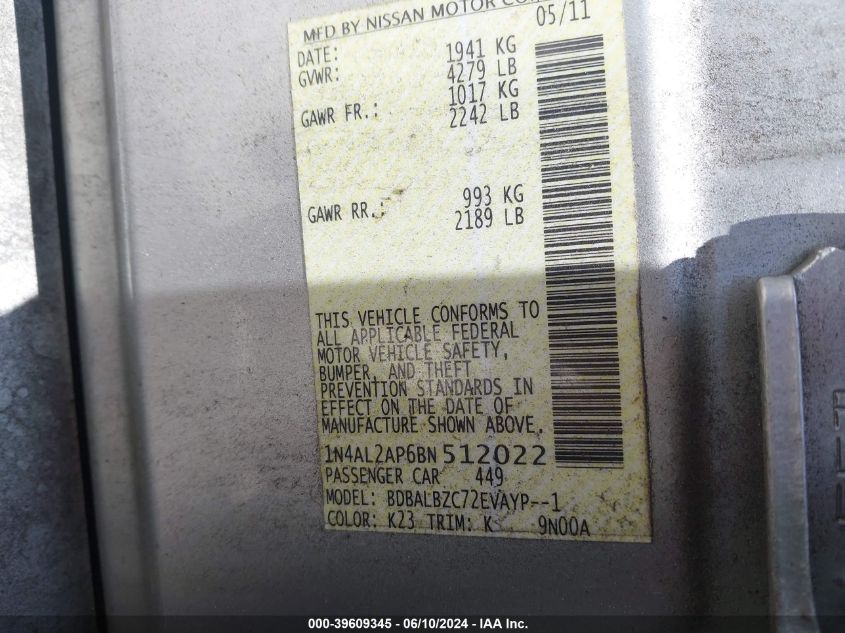 MFD BY NISSAN MOTOR CO.
DATE: 05/11
GVWR: 1941 KG
4279 LB
GAWR FR.: 1017 KG
2242 LB
GAWR RR.: 993 KG
2189 LB
THIS VEHICLE CONFORMS TO
ALL APPLICABLE FEDERAL
MOTOR VEHICLE SAFETY,
BUMPER, AND THEFT
PREVENTION STANDARDS IN
EFFECT ON THE DATE OF
MANUFACTURE SHOWN ABOVE.
1N4AL2AP6BN 512022
PASSENGER CAR 449
MODEL: BDBALBZC72EVAYP--1
COLOR: K23 TRIM: K 9N00A
000-39609345 - 06/10/2024 - IAA Inc.